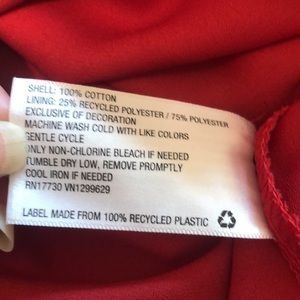 SHELL: 100% COTTON
LINING: 25% RECYCLED POLYESTER / 75% POLYESTER
EXCLUSIVE OF DECORATION
MACHINE WASH COLD WITH LIKE COLORS
GENTLE CYCLE
ONLY NON-CHLORINE BLEACH IF NEEDED
TUMBLE DRY LOW, REMOVE PROMPTLY
COOL IRON IF NEEDED
RN17730 VN1299629
LABEL MADE FROM 100% RECYCLED PLASTIC